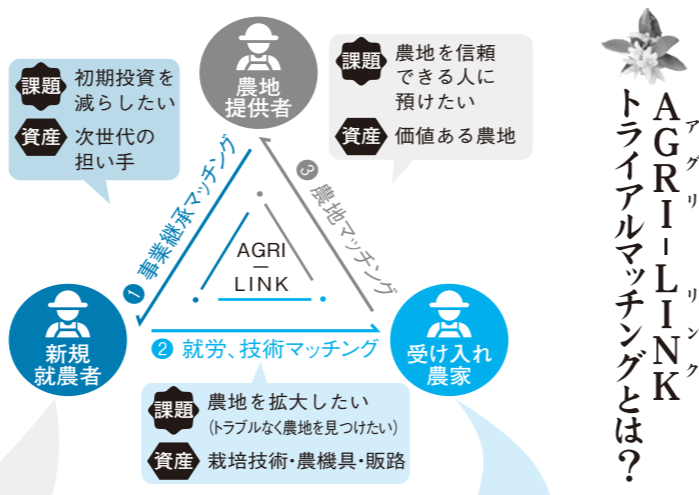 AGRI-LINK
アグリ リンク
トライアルマッチングとは？
農地
提供者
課題 初期投資を
減らしたい
資産 次世代の
担い手
課題 農地を信頼
できる人に
預けたい
資産 価値ある農地
❶ 事業継承マッチング
❸ 農地マッチング
AGRI
—
LINK
新規
就農者
❷ 就労、技術マッチング
受け入れ
農家
課題 農地を拡大したい
(トラブルなく農地を見つけたい)
資産 栽培技術・農機具・販路